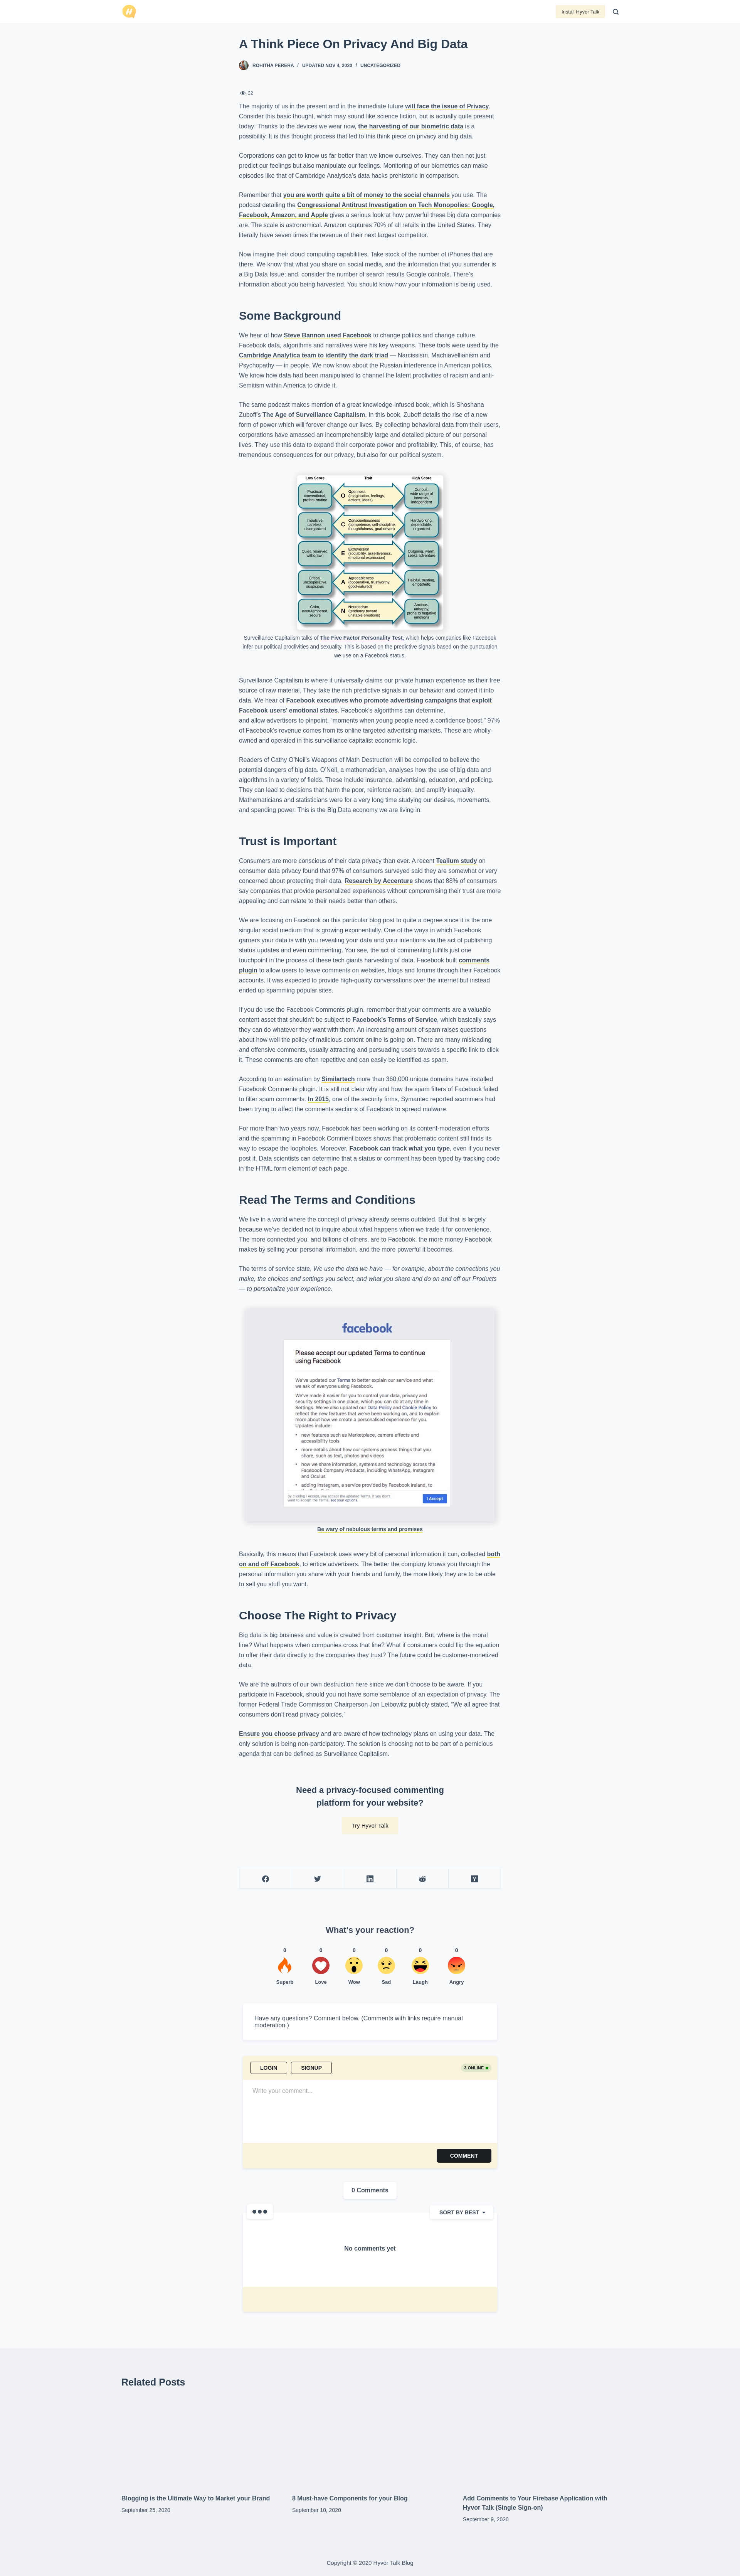 Install Hyvor Talk
A Think Piece On Privacy And Big Data
ROHITHA PERERA / UPDATED NOV 4, 2020 / UNCATEGORIZED
32
The majority of us in the present and in the immediate future will face the issue of Privacy.
Consider this basic thought, which may sound like science fiction, but is actually quite present
today: Thanks to the devices we wear now, the harvesting of our biometric data is a
possibility. It is this thought process that led to this think piece on privacy and big data.
Corporations can get to know us far better than we know ourselves. They can then not just
predict our feelings but also manipulate our feelings. Monitoring of our biometrics can make
episodes like that of Cambridge Analytica's data hacks prehistoric in comparison.
Remember that you are worth quite a bit of money to the social channels you use. The
podcast detailing the Congressional Antitrust Investigation on Tech Monopolies: Google,
Facebook, Amazon, and Apple gives a serious look at how powerful these big data companies
are. The scale is astronomical. Amazon captures 70% of all retails in the United States. They
literally have seven times the revenue of their next largest competitor.
Now imagine their cloud computing capabilities. Take stock of the number of iPhones that are
there. We know that what you share on social media, and the information that you surrender is
a Big Data Issue; and, consider the number of search results Google controls. There's
information about you being harvested. You should know how your information is being used.
Some Background
We hear of how Steve Bannon used Facebook to change politics and change culture.
Facebook data, algorithms and narratives were his key weapons. These tools were used by the
Cambridge Analytica team to identify the dark triad — Narcissism, Machiavellianism and
Psychopathy — in people. We now know about the Russian interference in American politics.
We know how data had been manipulated to channel the latent proclivities of racism and anti-
Semitism within America to divide it.
The same podcast makes mention of a great knowledge-infused book, which is Shoshana
Zuboff's The Age of Surveillance Capitalism. In this book, Zuboff details the rise of a new
form of power which will forever change our lives. By collecting behavioral data from their users,
corporations have amassed an incomprehensibly large and detailed picture of our personal
lives. They use this data to expand their corporate power and profitability. This, of course, has
tremendous consequences for our privacy, but also for our political system.
Low Score Trait High Score
Practical, conventional, prefers routine
O Openness (imagination, feelings, actions, ideas)
Curious, wide range of interests, independent
Impulsive, careless, disorganized
C Conscientiousness (competence, self-discipline, thoughtfulness, goal-driven)
Hardworking, dependable, organized
Quiet, reserved, withdrawn
E Extroversion (sociability, assertiveness, emotional expression)
Outgoing, warm, seeks adventure
Critical, uncooperative, suspicious
A Agreeableness (cooperative, trustworthy, good-natured)
Helpful, trusting, empathetic
Calm, even-tempered, secure
N Neuroticism (tendency toward unstable emotions)
Anxious, unhappy, prone to negative emotions
Surveillance Capitalism talks of The Five Factor Personality Test, which helps companies like Facebook
infer our political proclivities and sexuality. This is based on the predictive signals based on the punctuation
we use on a Facebook status.
Surveillance Capitalism is where it universally claims our private human experience as their free
source of raw material. They take the rich predictive signals in our behavior and convert it into
data. We hear of Facebook executives who promote advertising campaigns that exploit
Facebook users' emotional states. Facebook's algorithms can determine,
and allow advertisers to pinpoint, "moments when young people need a confidence boost." 97%
of Facebook's revenue comes from its online targeted advertising markets. These are wholly-
owned and operated in this surveillance capitalist economic logic.
Readers of Cathy O'Neil's Weapons of Math Destruction will be compelled to believe the
potential dangers of big data. O'Neil, a mathematician, analyses how the use of big data and
algorithms in a variety of fields. These include insurance, advertising, education, and policing.
They can lead to decisions that harm the poor, reinforce racism, and amplify inequality.
Mathematicians and statisticians were for a very long time studying our desires, movements,
and spending power. This is the Big Data economy we are living in.
Trust is Important
Consumers are more conscious of their data privacy than ever. A recent Tealium study on
consumer data privacy found that 97% of consumers surveyed said they are somewhat or very
concerned about protecting their data. Research by Accenture shows that 88% of consumers
say companies that provide personalized experiences without compromising their trust are more
appealing and can relate to their needs better than others.
We are focusing on Facebook on this particular blog post to quite a degree since it is the one
singular social medium that is growing exponentially. One of the ways in which Facebook
garners your data is with you revealing your data and your intentions via the act of publishing
status updates and even commenting. You see, the act of commenting fulfills just one
touchpoint in the process of these tech giants harvesting of data. Facebook built comments
plugin to allow users to leave comments on websites, blogs and forums through their Facebook
accounts. It was expected to provide high-quality conversations over the internet but instead
ended up spamming popular sites.
If you do use the Facebook Comments plugin, remember that your comments are a valuable
content asset that shouldn't be subject to Facebook's Terms of Service, which basically says
they can do whatever they want with them. An increasing amount of spam raises questions
about how well the policy of malicious content online is going on. There are many misleading
and offensive comments, usually attracting and persuading users towards a specific link to click
it. These comments are often repetitive and can easily be identified as spam.
According to an estimation by Similartech more than 360,000 unique domains have installed
Facebook Comments plugin. It is still not clear why and how the spam filters of Facebook failed
to filter spam comments. In 2015, one of the security firms, Symantec reported scammers had
been trying to affect the comments sections of Facebook to spread malware.
For more than two years now, Facebook has been working on its content-moderation efforts
and the spamming in Facebook Comment boxes shows that problematic content still finds its
way to escape the loopholes. Moreover, Facebook can track what you type, even if you never
post it. Data scientists can determine that a status or comment has been typed by tracking code
in the HTML form element of each page.
Read The Terms and Conditions
We live in a world where the concept of privacy already seems outdated. But that is largely
because we've decided not to inquire about what happens when we trade it for convenience.
The more connected you, and billions of others, are to Facebook, the more money Facebook
makes by selling your personal information, and the more powerful it becomes.
The terms of service state, We use the data we have — for example, about the connections you
make, the choices and settings you select, and what you share and do on and off our Products
— to personalize your experience.
facebook
Please accept our updated Terms to continue
using Facebook
We've updated our Terms to better explain our service and what
we ask of everyone using Facebook.
We've made it easier for you to control your data, privacy and
security settings in one place, which you can do at any time in
Settings. We've also updated our Data Policy and Cookie Policy to
reflect the new features that we've been working on, and explain
more about how we create a personalised experience for you.
Updates include:
• new features such as Marketplace, camera effects and
accessibility tools
• more details about how our systems process things that you
share, such as text, photos and videos
• how we share information, systems and technology across the
Facebook Company Products, including WhatsApp, Instagram
and Oculus
• adding Instagram, a service provided by Facebook Ireland, to
By clicking I Accept, you accept the updated Terms. If you don't
want to accept the Terms, see your options.
I Accept
Be wary of nebulous terms and promises
Basically, this means that Facebook uses every bit of personal information it can, collected both
on and off Facebook, to entice advertisers. The better the company knows you through the
personal information you share with your friends and family, the more likely they are to be able
to sell you stuff you want.
Choose The Right to Privacy
Big data is big business and value is created from customer insight. But, where is the moral
line? What happens when companies cross that line? What if consumers could flip the equation
to offer their data directly to the companies they trust? The future could be customer-monetized
data.
We are the authors of our own destruction here since we don't choose to be aware. If you
participate in Facebook, should you not have some semblance of an expectation of privacy. The
former Federal Trade Commission Chairperson Jon Leibowitz publicly stated, "We all agree that
consumers don't read privacy policies."
Ensure you choose privacy and are aware of how technology plans on using your data. The
only solution is being non-participatory. The solution is choosing not to be part of a pernicious
agenda that can be defined as Surveillance Capitalism.
Need a privacy-focused commenting
platform for your website?
Try Hyvor Talk
What's your reaction?
0 0 0 0 0 0
Superb Love Wow Sad Laugh Angry
Have any questions? Comment below. (Comments with links require manual
moderation.)
LOGIN SIGNUP 3 ONLINE
Write your comment...
COMMENT
0 Comments
SORT BY BEST
No comments yet
Related Posts
Blogging is the Ultimate Way to Market your Brand
September 25, 2020
8 Must-have Components for your Blog
September 10, 2020
Add Comments to Your Firebase Application with
Hyvor Talk (Single Sign-on)
September 9, 2020
Copyright © 2020 Hyvor Talk Blog